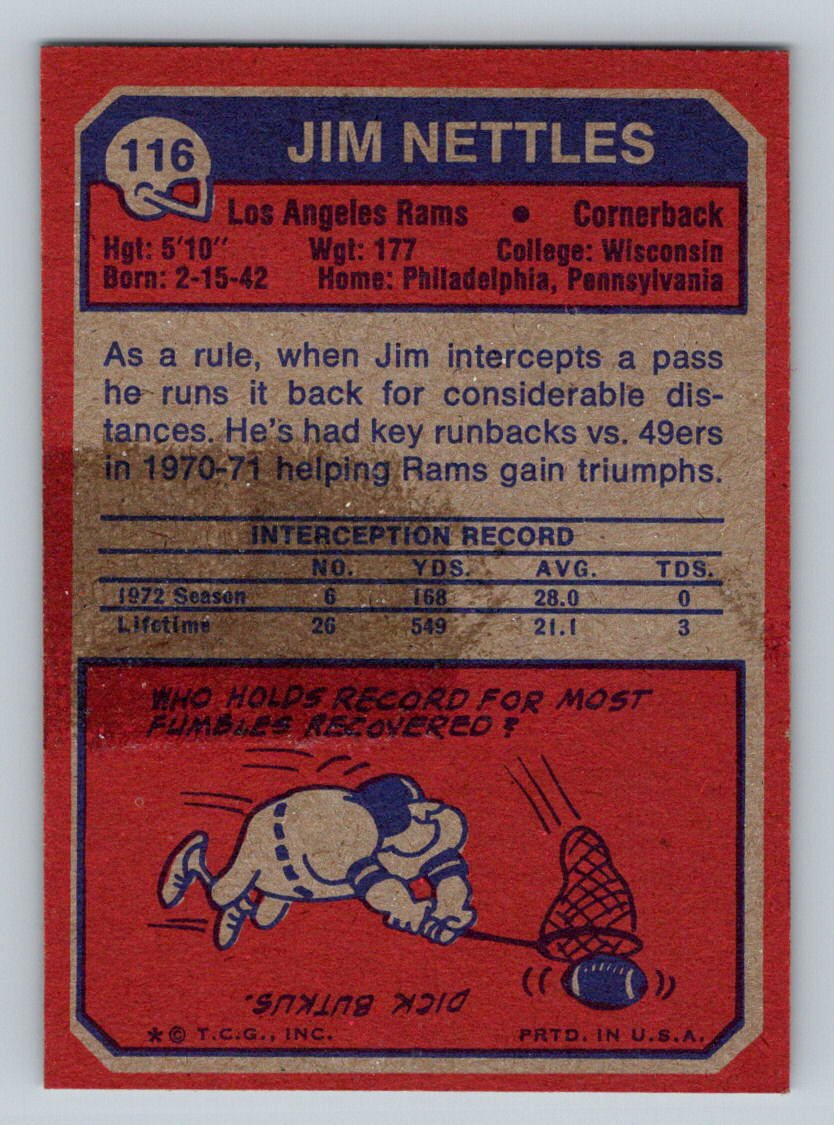 116
JIM NETTLES
Los Angeles Rams • Cornerback
Hgt: 5'10" Wgt: 177 College: Wisconsin
Born: 2-15-42 Home: Philadelphia, Pennsylvania
As a rule, when Jim intercepts a pass
he runs it back for considerable dis-
tances. He's had key runbacks vs. 49ers
in 1970-71 helping Rams gain triumphs.
INTERCEPTION RECORD
NO. YDS. AVG. TDS.
1972 Season 6 168 28.0 0
Lifetime 26 549 21.1 3
WHO HOLDS RECORD FOR MOST
FUMBLES RECOVERED?
DICK BUTKUS.
* © T.C.G., INC. PRTD. IN U.S.A.